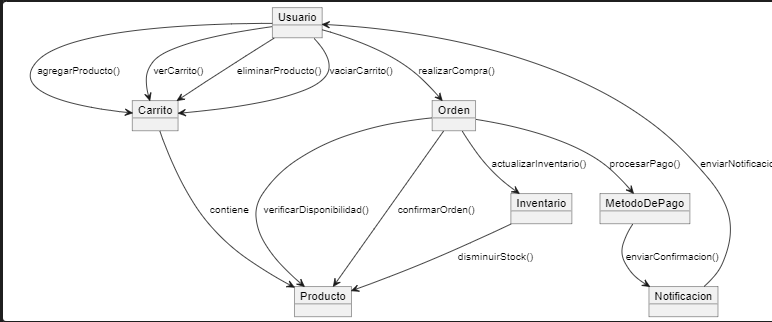 Usuario
agregarProducto()
verCarrito()
eliminarProducto()
vaciarCarrito()
realizarCompra()
Carrito
Orden
actualizarInventario()
procesarPago()
enviarNotificacio
contiene
verificarDisponibilidad()
confirmarOrden()
Inventario
MetodoDePago
disminuirStock()
enviarConfirmacion()
Producto
Notificacion